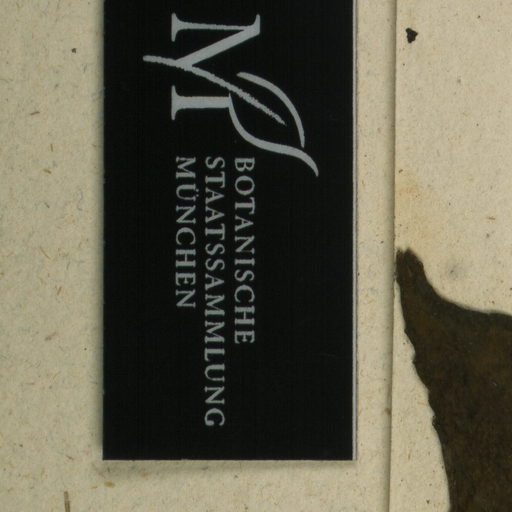 M
BOTANISCHE
STAATSSAMMLUNG
MÜNCHEN